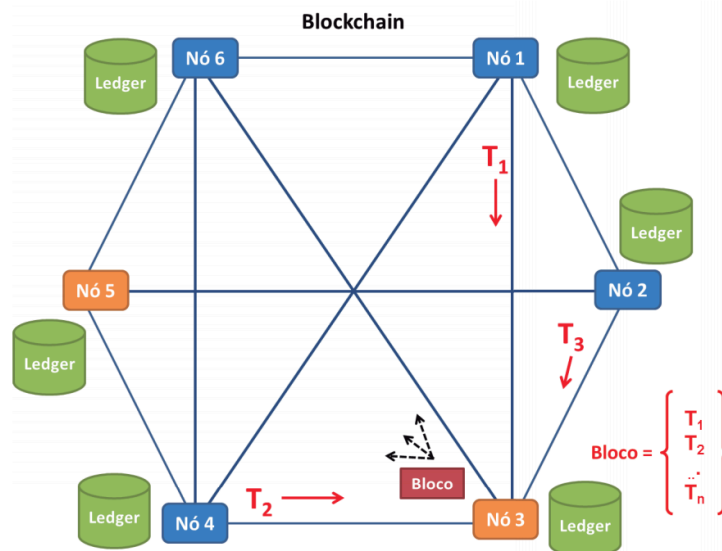 Blockchain
Ledger
Nó 6
Nó 1
Ledger
T1
Ledger
Nó 5
Nó 2
Ledger
T3
Bloco =
T1
T2
...
Tn
Bloco
Ledger
Nó 4
T2
Nó 3
Ledger